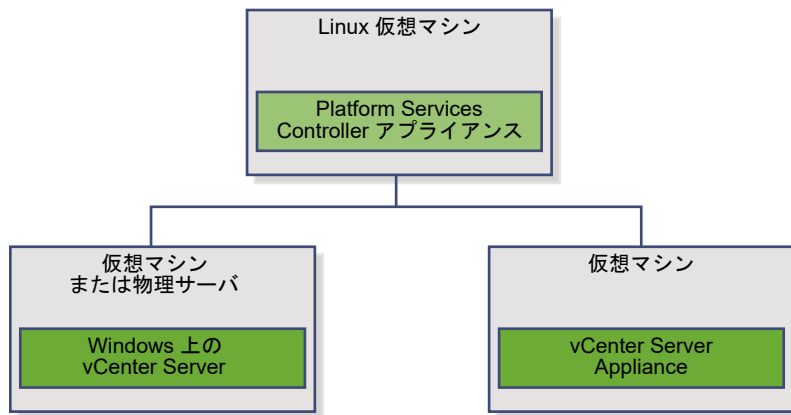 Linux 仮想マシン
Platform Services
Controller アプライアンス
仮想マシン
または物理サーバ
Windows 上の
vCenter Server
仮想マシン
vCenter Server
Appliance